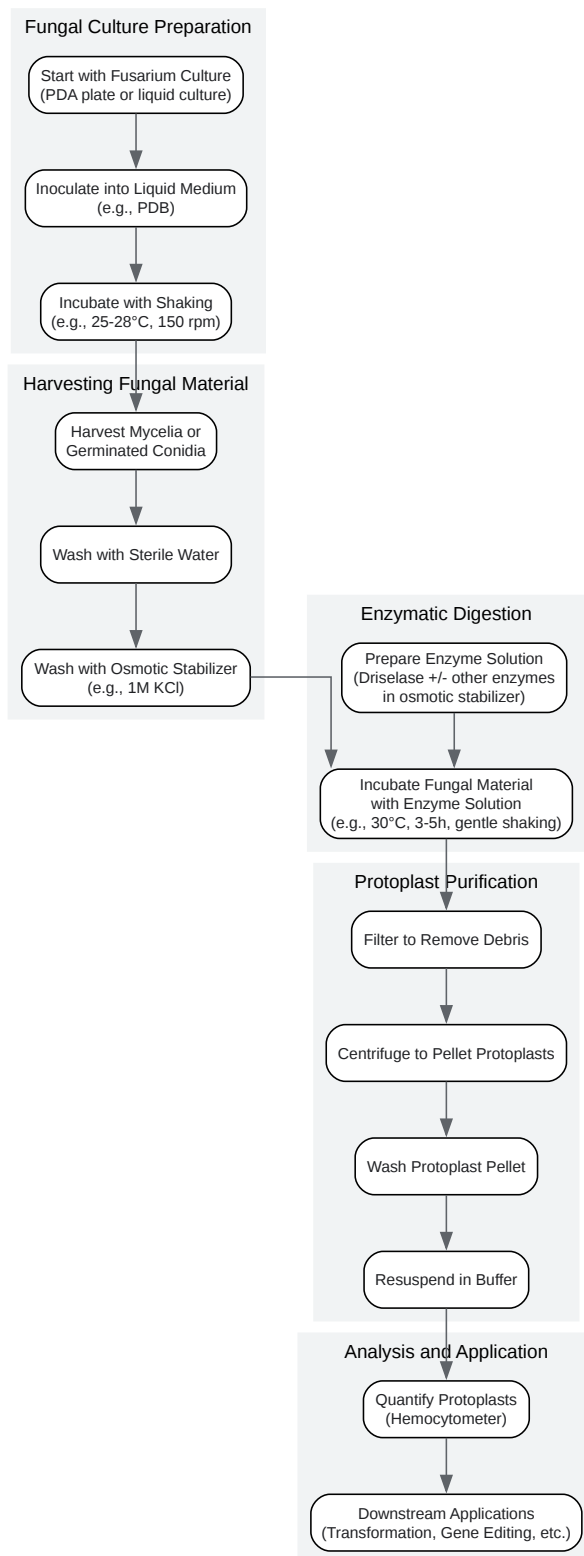 Fungal Culture Preparation
Start with Fusarium Culture
(PDA plate or liquid culture)
Inoculate into Liquid Medium
(e.g., PDB)
Incubate with Shaking
(e.g., 25-28°C, 150 rpm)
Harvesting Fungal Material
Harvest Mycelia or
Germinated Conidia
Wash with Sterile Water
Wash with Osmotic Stabilizer
(e.g., 1M KCl)
Enzymatic Digestion
Prepare Enzyme Solution
(Driselase +/- other enzymes
in osmotic stabilizer)
Incubate Fungal Material
with Enzyme Solution
(e.g., 30°C, 3-5h, gentle shaking)
Protoplast Purification
Filter to Remove Debris
Centrifuge to Pellet Protoplasts
Wash Protoplast Pellet
Resuspend in Buffer
Analysis and Application
Quantify Protoplasts
(Hemocytometer)
Downstream Applications
(Transformation, Gene Editing, etc.)